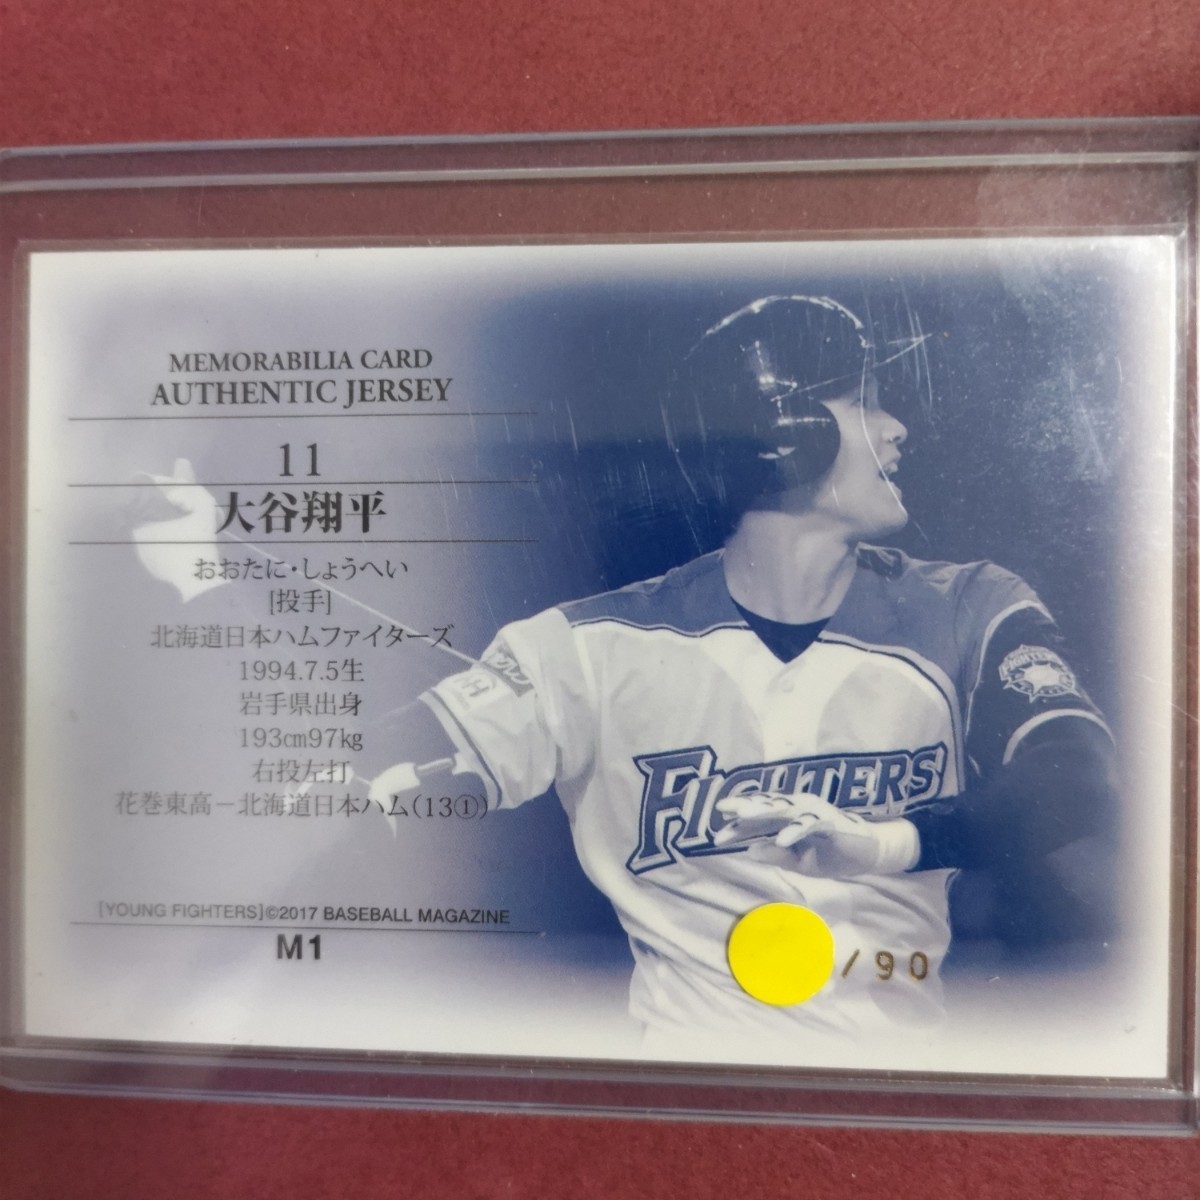 MEMORABILIA CARD
AUTHENTIC JERSEY
11
大谷翔平
おおたに・しょうへい
[投手]
北海道日本ハムファイターズ
1994.7.5生
岩手県出身
193cm97kg
右投左打
花巻東高－北海道日本ハム(13①)
[YOUNG FIGHTERS]©2017 BASEBALL MAGAZINE
M1
FIGHTERS
/90